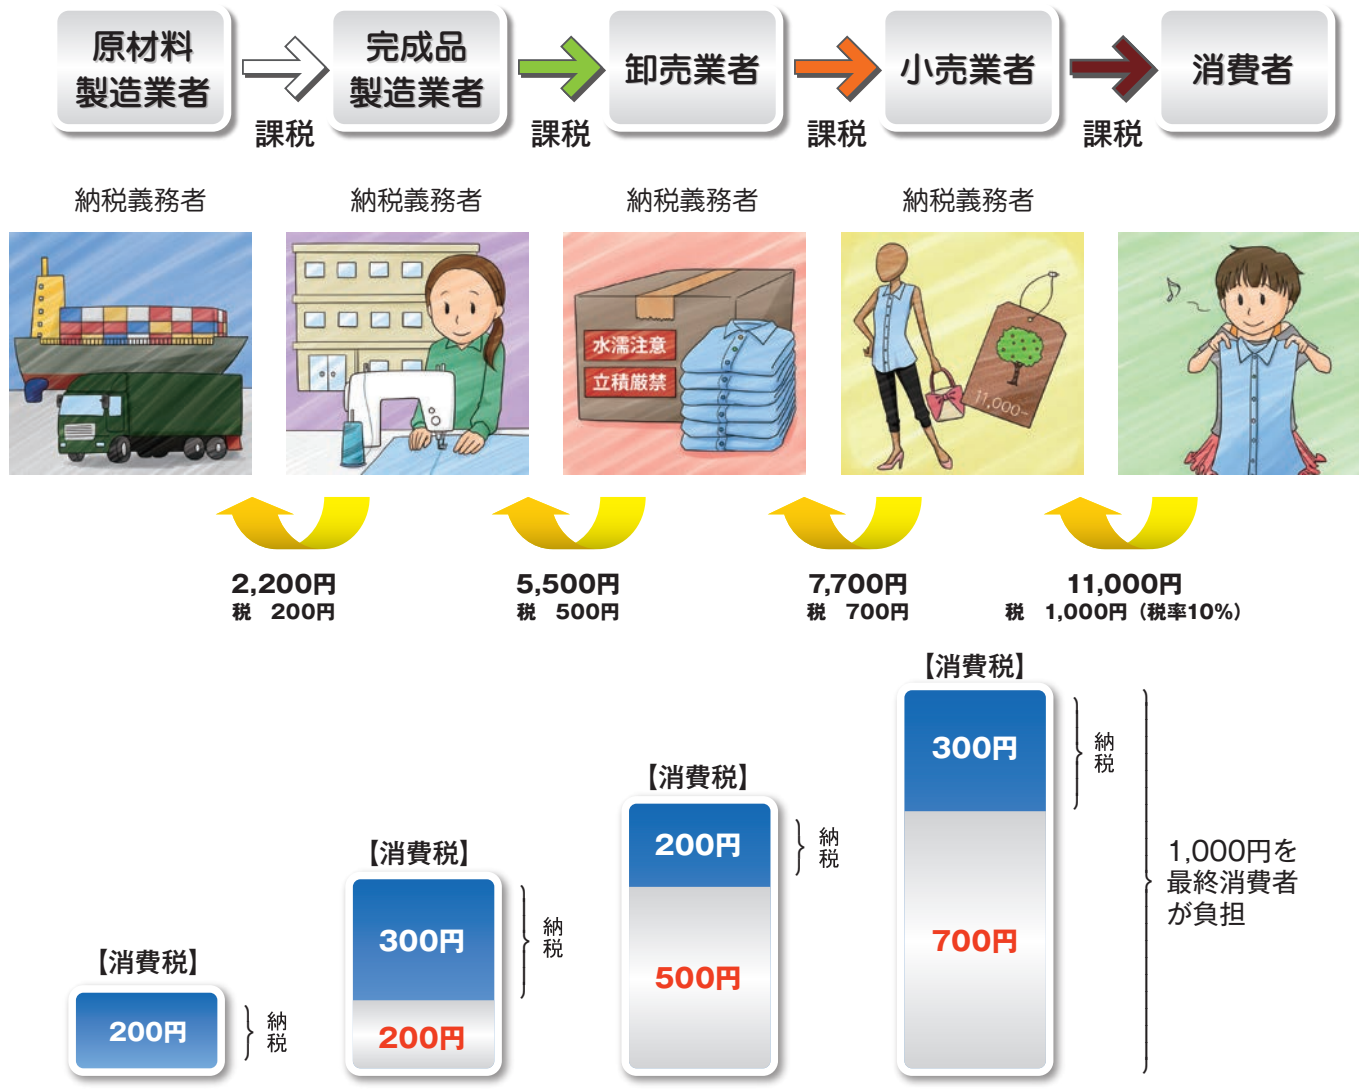 原材料
製造業者
完成品
製造業者
卸売業者
小売業者
消費者
課税
課税
課税
課税
納税義務者
納税義務者
納税義務者
納税義務者
水濡注意
立積厳禁
11,000-
2,200円
税 200円
5,500円
税 500円
7,700円
税 700円
11,000円
税 1,000円（税率10%）
【消費税】
200円
納税
【消費税】
300円
200円
納税
【消費税】
200円
500円
納税
【消費税】
300円
700円
納税
1,000円を
最終消費者
が負担